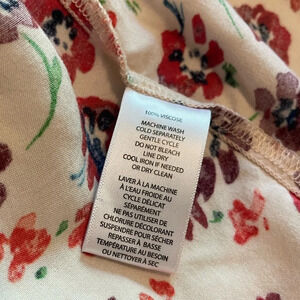 100% VISCOSE
MACHINE WASH
COLD SEPARATELY
GENTLE CYCLE
DO NOT BLEACH
LINE DRY
COOL IRON IF NEEDED
OR DRY CLEAN
LAVER À LA MACHINE
À L'EAU FROIDE AU
CYCLE DÉLICAT
SÉPARÉMENT
NE PAS UTILISER DE
CHLORURE DÉCOLORANT
SUSPENDRE POUR SÉCHER
REPASSER À BASSE
TEMPÉRATURE AU BESOIN
OU NETTOYER À SEC